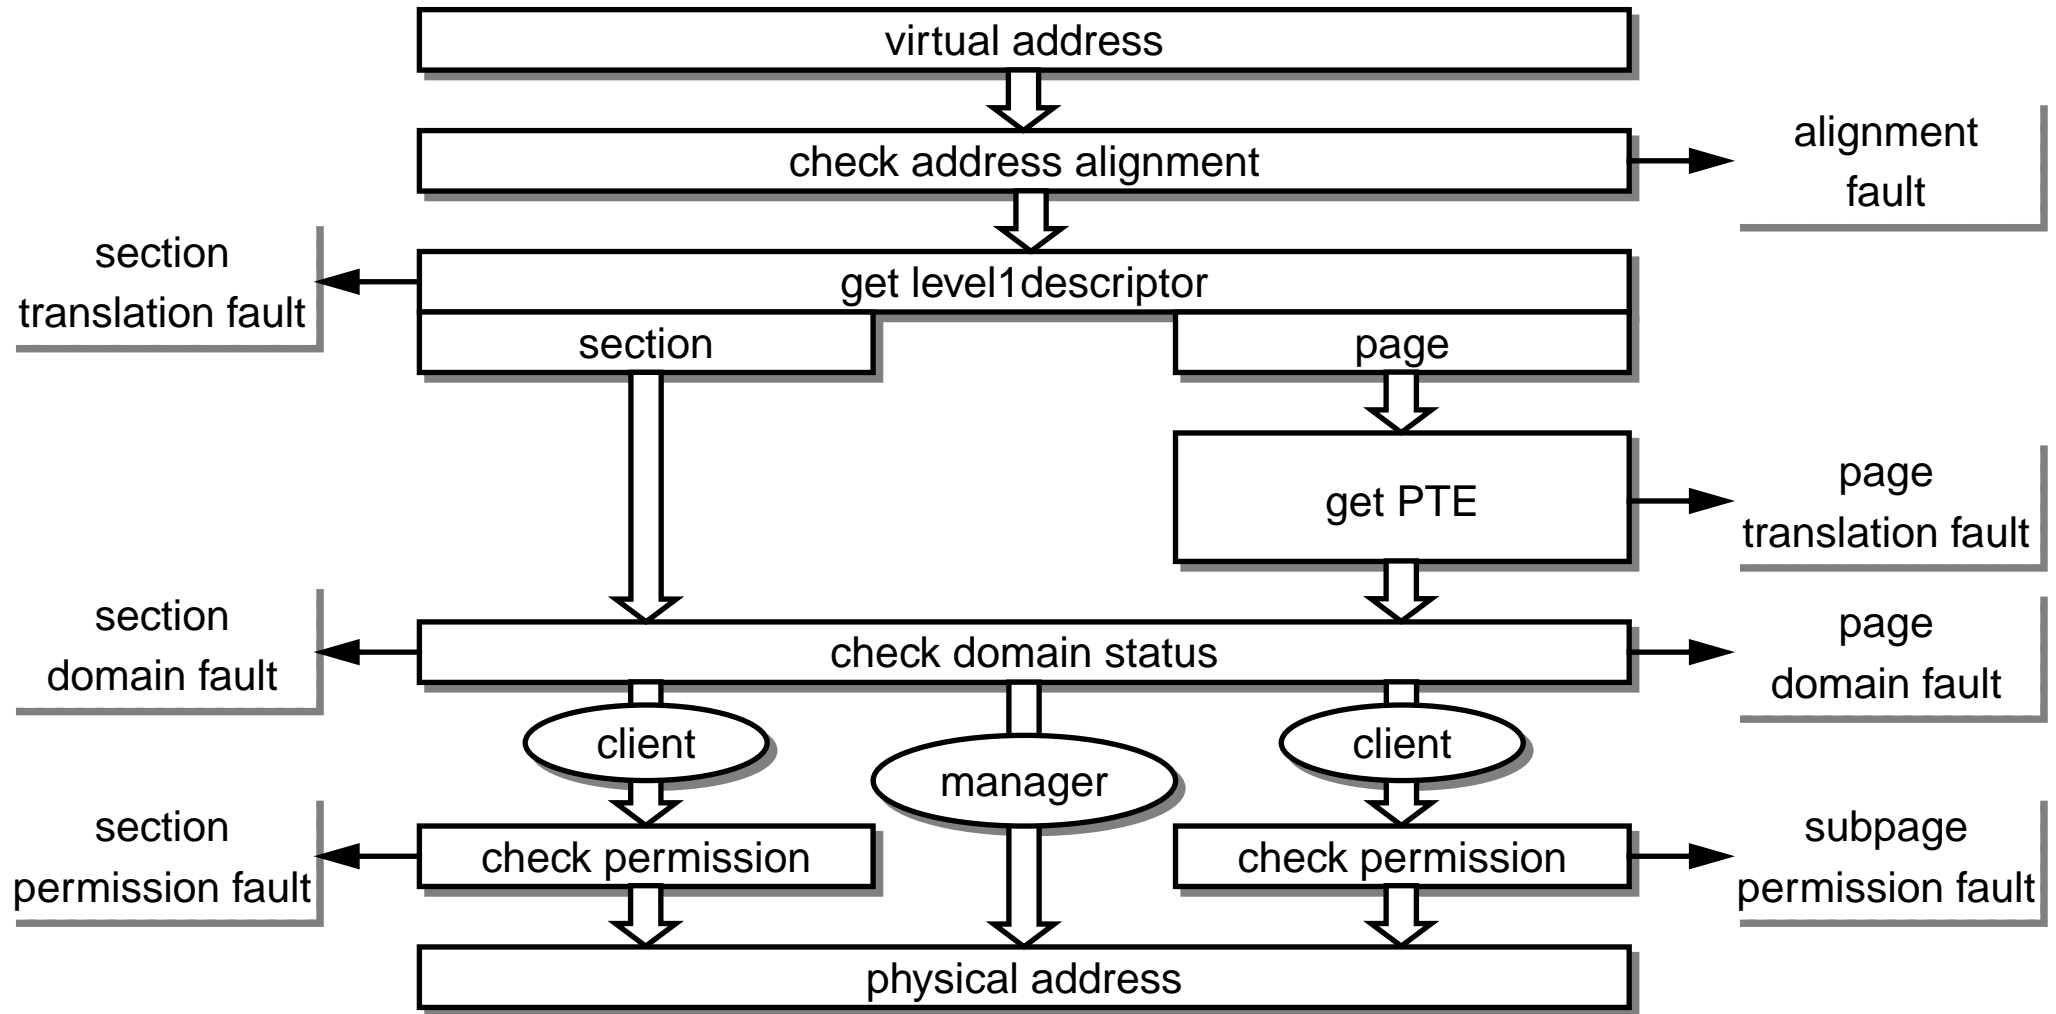 virtual address
check address alignment
alignment
fault
section
translation fault
get level1descriptor
section
page
get PTE
page
translation fault
section
domain fault
check domain status
page
domain fault
client
manager
client
section
permission fault
check permission
check permission
subpage
permission fault
physical address